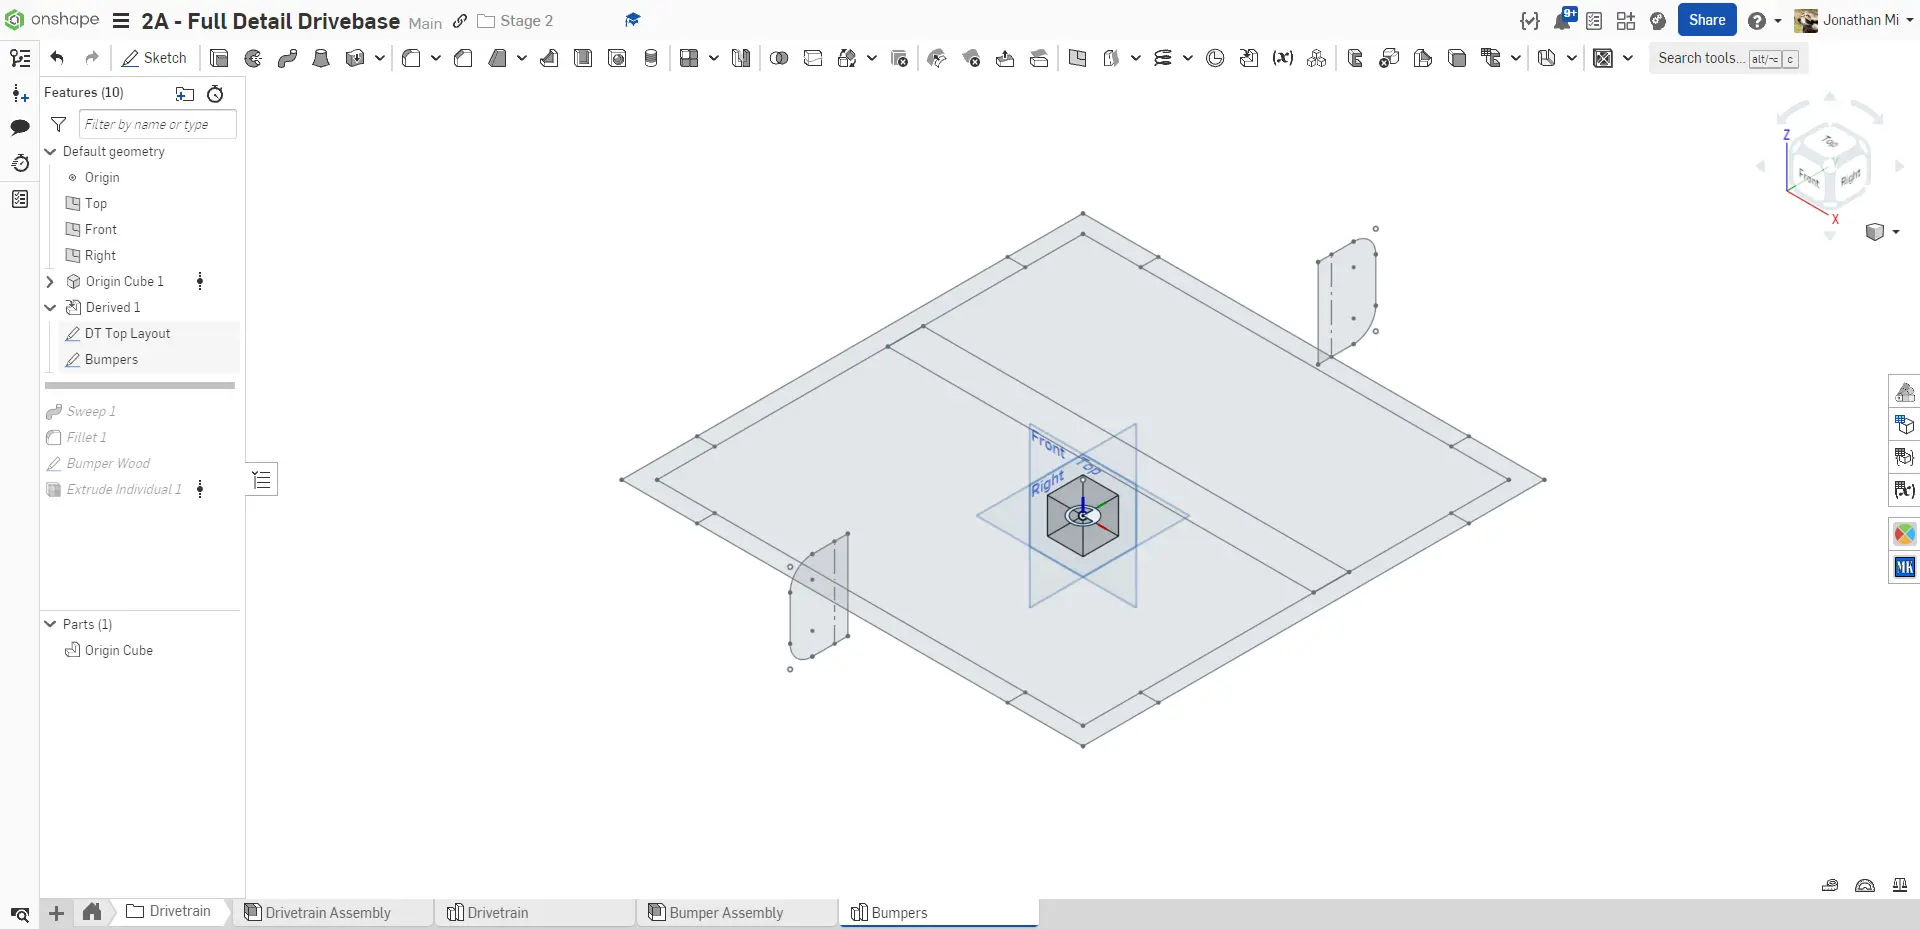 onshape 2A - Full Detail Drivebase Main Stage 2 9+ Share Jonathan Mi
Sketch Search tools... alt/⌥ c
Features (10)
Filter by name or type
Default geometry
Origin
Top
Front
Right
Origin Cube 1
Derived 1
DT Top Layout
Bumpers
Sweep 1
Fillet 1
Bumper Wood
Extrude Individual 1
Parts (1)
Origin Cube
Front
Top
Right
Z
Top
Front
Right
X
MK
Drivetrain Drivetrain Assembly Drivetrain Bumper Assembly Bumpers